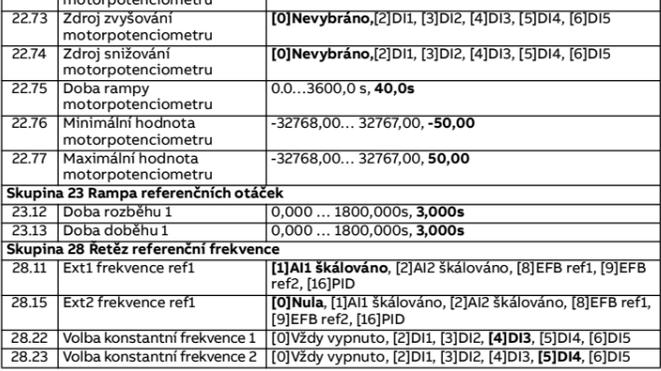 motorpotenciometru
22.73 Zdroj zvyšování [0]Nevybráno,[2]DI1, [3]DI2, [4]DI3, [5]DI4, [6]DI5
motorpotenciometru
22.74 Zdroj snižování [0]Nevybráno,[2]DI1, [3]DI2, [4]DI3, [5]DI4, [6]DI5
motorpotenciometru
22.75 Doba rampy 0.0…3600,0 s, 40,0s
motorpotenciometru
22.76 Minimální hodnota -32768,00… 32767,00, -50,00
motorpotenciometru
22.77 Maximální hodnota -32768,00… 32767,00, 50,00
motorpotenciometru
Skupina 23 Rampa referenčních otáček
23.12 Doba rozběhu 1 0,000 … 1800,000s, 3,000s
23.13 Doba doběhu 1 0,000 … 1800,000s, 3,000s
Skupina 28 Řetěz referenční frekvence
28.11 Ext1 frekvence ref1 [1]AI1 škálováno, [2]AI2 škálováno, [8]EFB ref1, [9]EFB
ref2, [16]PID
28.15 Ext2 frekvence ref1 [0]Nula, [1]AI1 škálováno, [2]AI2 škálováno, [8]EFB ref1,
[9]EFB ref2, [16]PID
28.22 Volba konstantní frekvence 1 [0]Vždy vypnuto, [2]DI1, [3]DI2, [4]DI3, [5]DI4, [6]DI5
28.23 Volba konstantní frekvence 2 [0]Vždy vypnuto, [2]DI1, [3]DI2, [4]DI3, [5]DI4, [6]DI5